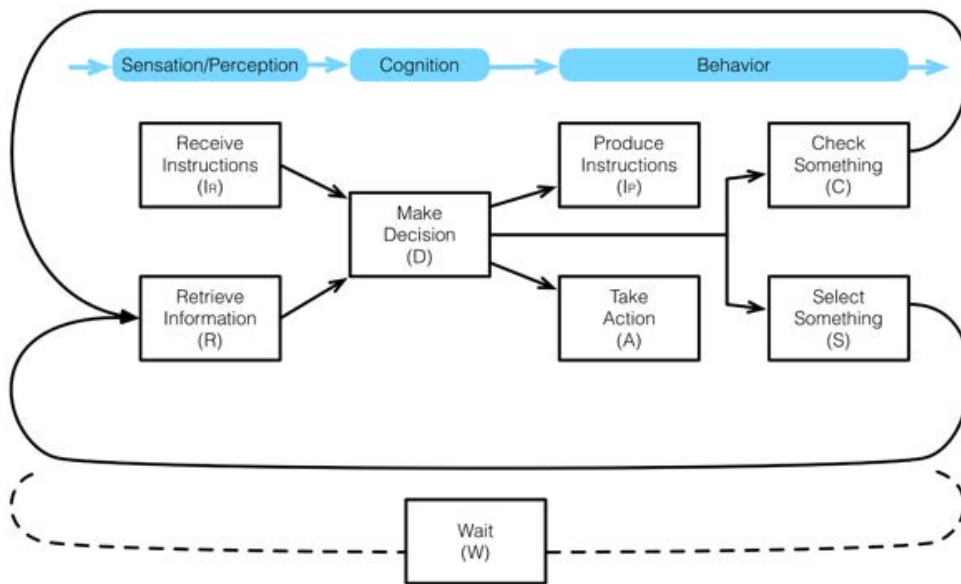 Sensation/Perception
Cognition
Behavior
Receive
Instructions
(IR)
Produce
Instructions
(IP)
Check
Something
(C)
Make
Decision
(D)
Retrieve
Information
(R)
Take
Action
(A)
Select
Something
(S)
Wait
(W)